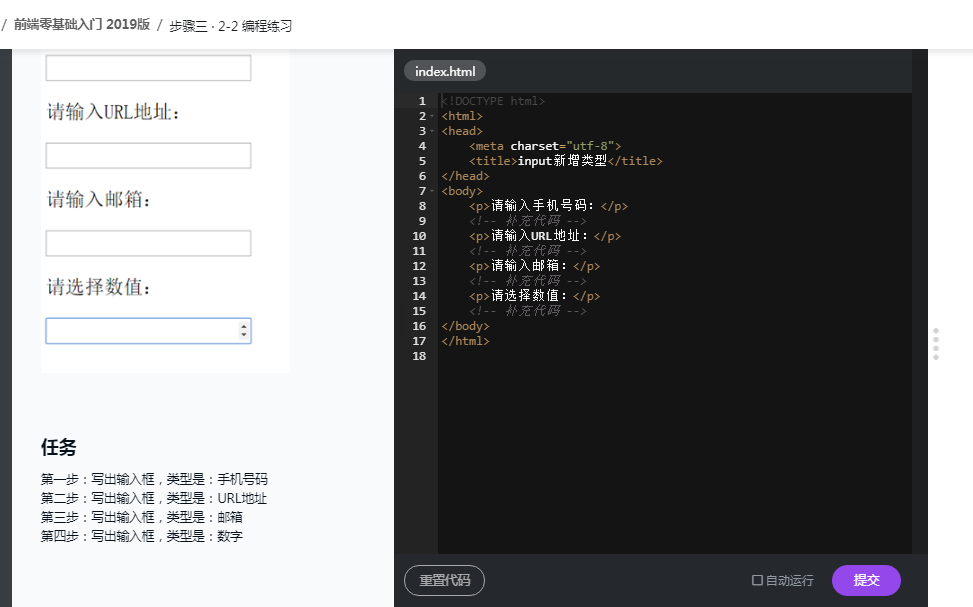 / 前端零基础入门 2019版 / 步骤三 · 2-2 编程练习
请输入URL地址：
请输入邮箱：
请选择数值：
任务
第一步：写出输入框，类型是：手机号码
第二步：写出输入框，类型是：URL地址
第三步：写出输入框，类型是：邮箱
第四步：写出输入框，类型是：数字
index.html
1 <!DOCTYPE html>
2 <html>
3 <head>
4 <meta charset="utf-8">
5 <title>input新增类型</title>
6 </head>
7 <body>
8 <p>请输入手机号码：</p>
9 <!-- 补充代码 -->
10 <p>请输入URL地址：</p>
11 <!-- 补充代码 -->
12 <p>请输入邮箱：</p>
13 <!-- 补充代码 -->
14 <p>请选择数值：</p>
15 <!-- 补充代码 -->
16 </body>
17 </html>
18
重置代码
自动运行
提交